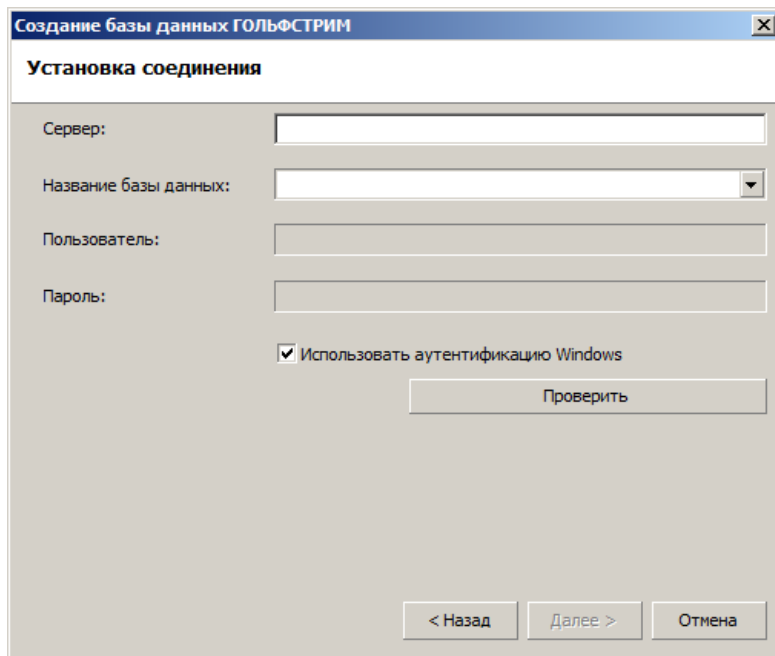 Создание базы данных ГОЛЬФСТРИМ
Установка соединения
Сервер:
Название базы данных:
Пользователь:
Пароль:
Использовать аутентификацию Windows
Проверить
< Назад
Далее >
Отмена